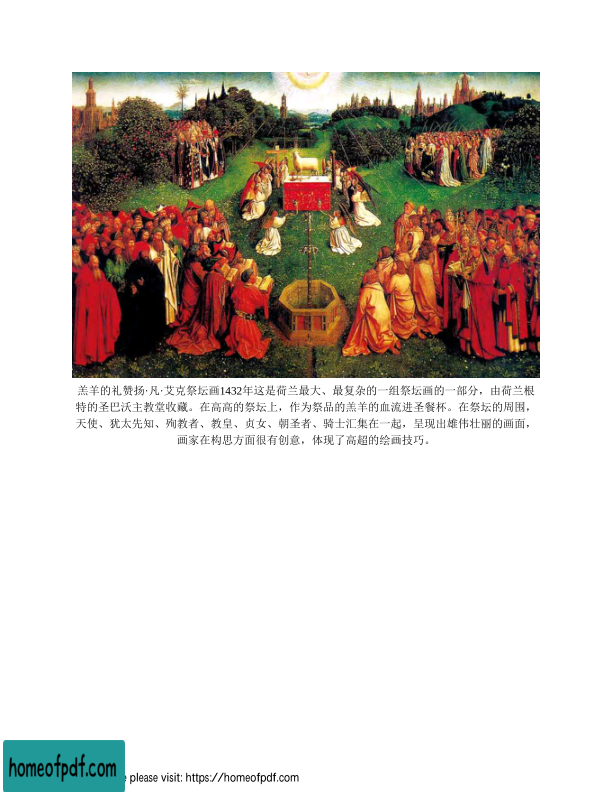 羔羊的礼赞扬·凡·艾克祭坛画1432年这是荷兰最大、最复杂的一组祭坛画的一部分，由荷兰根
特的圣巴沃主教堂收藏。在高高的祭坛上，作为祭品的羔羊的血流进圣餐杯。在祭坛的周围，
天使、犹太先知、殉教者、教皇、贞女、朝圣者、骑士汇集在一起，呈现出雄伟壮丽的画面，
画家在构思方面很有创意，体现了高超的绘画技巧。
homeofpdf.com
please visit: https://homeofpdf.com